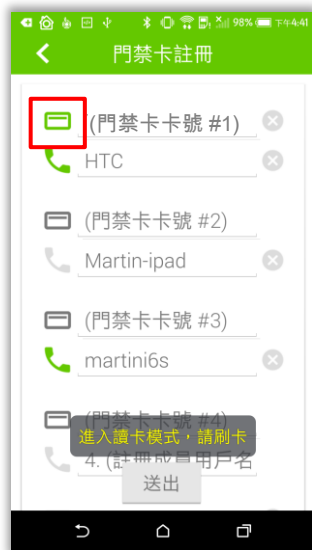 98% 下午4:41
門禁卡註冊
(門禁卡卡號 #1)
HTC
(門禁卡卡號 #2)
Martin-ipad
(門禁卡卡號 #3)
martini6s
(門禁卡卡號 #4)
進入讀卡模式，請刷卡
4. (註冊成員用戶名
送出